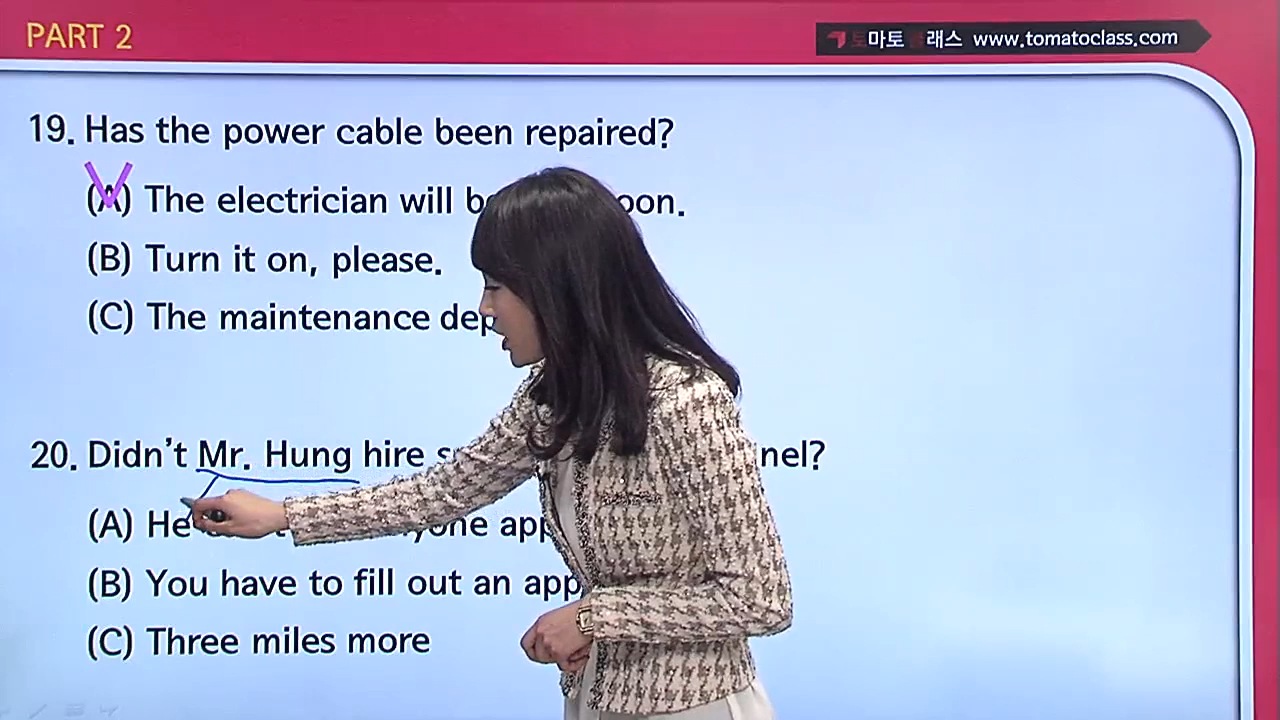 PART 2
토마토클래스 www.tomatoclass.com
19. Has the power cable been repaired?
(A) The electrician will oon.
(B) Turn it on, please.
(C) The maintenance dep
20. Didn't Mr. Hung hire nel?
(A) He yone app
(B) You have to fill out an app
(C) Three miles more